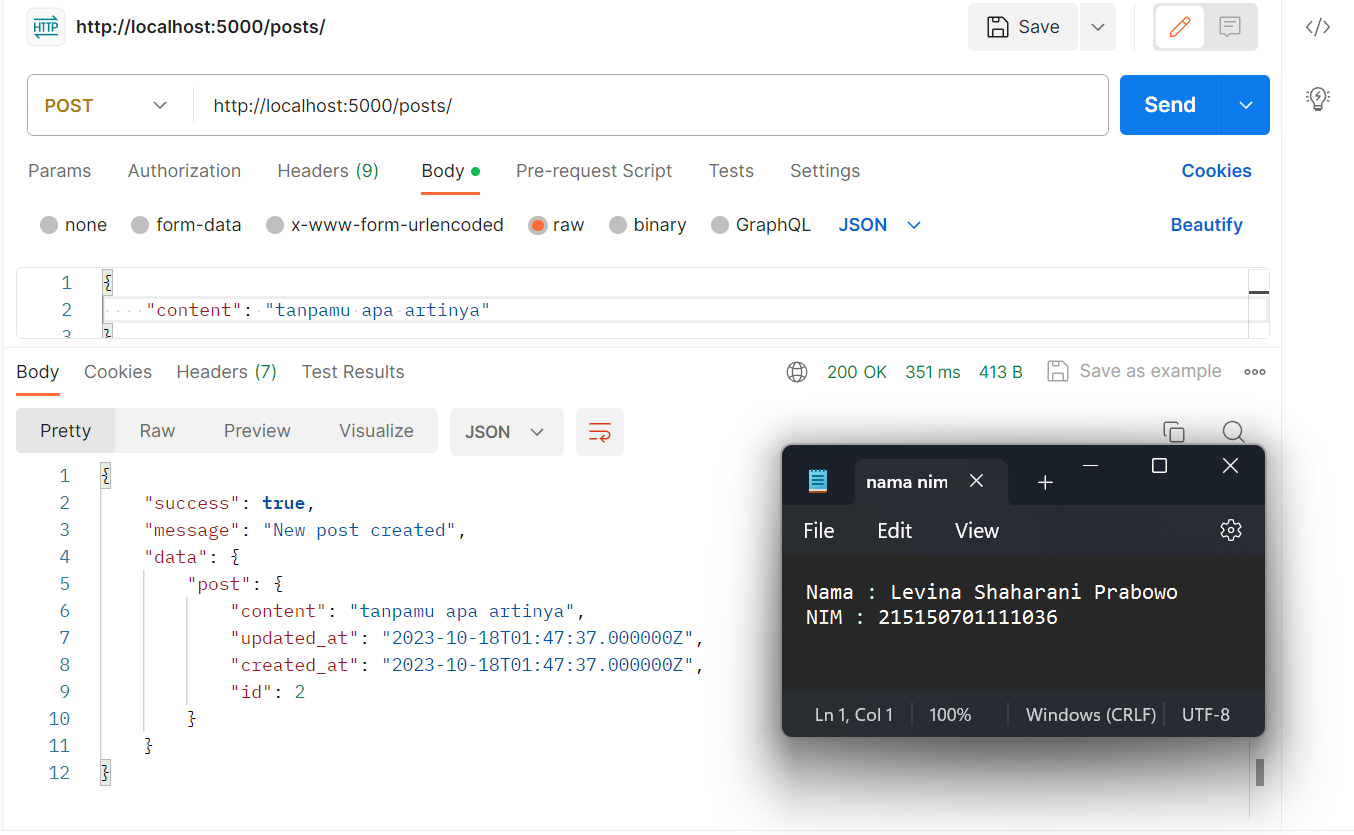 HTTP http://localhost:5000/posts/ Save
POST http://localhost:5000/posts/ Send
Params Authorization Headers (9) Body Pre-request Script Tests Settings Cookies
none form-data x-www-form-urlencoded raw binary GraphQL JSON Beautify
1 {
2 "content": "tanpamu apa artinya"
3 }
Body Cookies Headers (7) Test Results 200 OK 351 ms 413 B Save as example
Pretty Raw Preview Visualize JSON
1 {
2 "success": true,
3 "message": "New post created",
4 "data": {
5 "post": {
6 "content": "tanpamu apa artinya",
7 "updated_at": "2023-10-18T01:47:37.000000Z",
8 "created_at": "2023-10-18T01:47:37.000000Z",
9 "id": 2
10 }
11 }
12 }
nama nim
File Edit View
Nama : Levina Shaharani Prabowo
NIM : 215150701111036
Ln 1, Col 1 100% Windows (CRLF) UTF-8